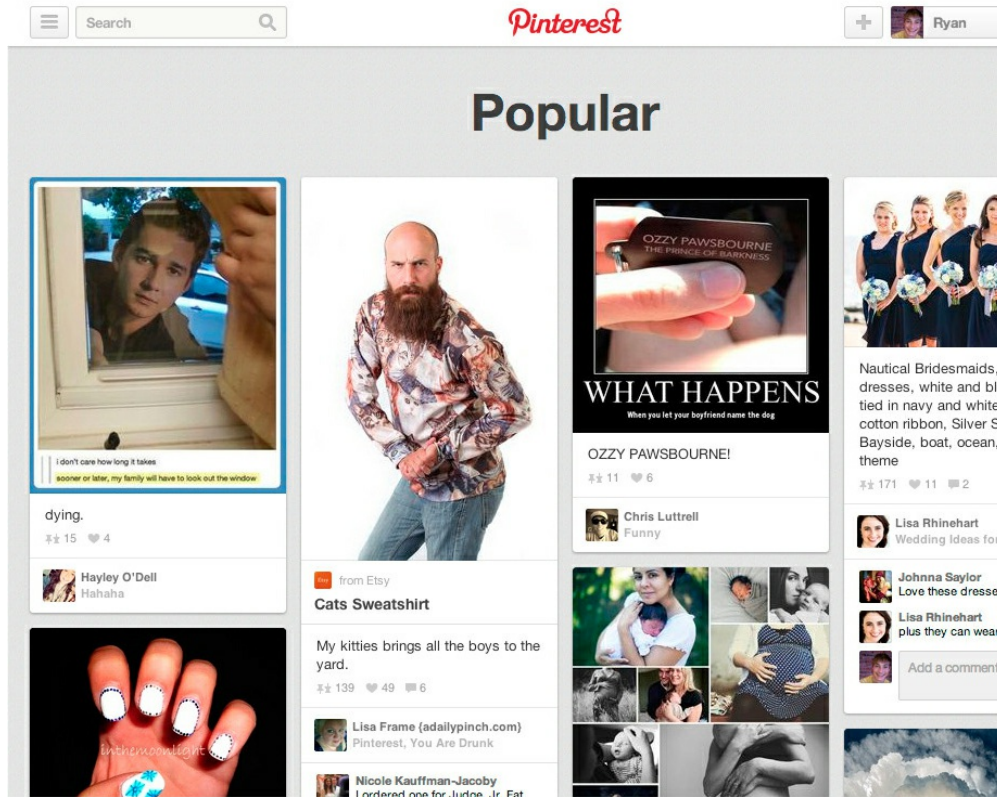 Search
Pinterest
Ryan
Popular
i don't care how long it takes
sooner or later, my family will have to look out the window
dying.
15 4
Hayley O'Dell
Hahaha
inthemoonlight
from Etsy
Cats Sweatshirt
My kitties brings all the boys to the
yard.
139 49 6
Lisa Frame {adailypinch.com}
Pinterest, You Are Drunk
Nicole Kauffman-Jacoby
I ordered one for Judge, Jr. Fat
OZZY PAWSBOURNE
THE PRINCE OF BARKNESS
WHAT HAPPENS
When you let your boyfriend name the dog
OZZY PAWSBOURNE!
11 6
Chris Luttrell
Funny
Nautical Bridesmaids,
dresses, white and bl
tied in navy and white
cotton ribbon, Silver S
Bayside, boat, ocean,
theme
171 11 2
Lisa Rhinehart
Wedding Ideas for
Johnna Saylor
Love these dresse
Lisa Rhinehart
plus they can wear
Add a comment